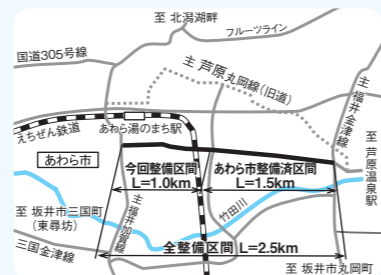 至 北潟湖畔
フルーツライン
国道305号線
主 芦原丸岡線(旧道)
主 福井金津線
えちぜん鉄道
あわら湯のまち駅
至 芦原温泉駅
あわら市
今回整備区間
L=1.0km
あわら市整備済区間
L=1.5km
竹田川
至 坂井市三国町
(東尋坊)
主 福井加賀線
全整備区間 L=2.5km
三国金津線
至 坂井市丸岡町